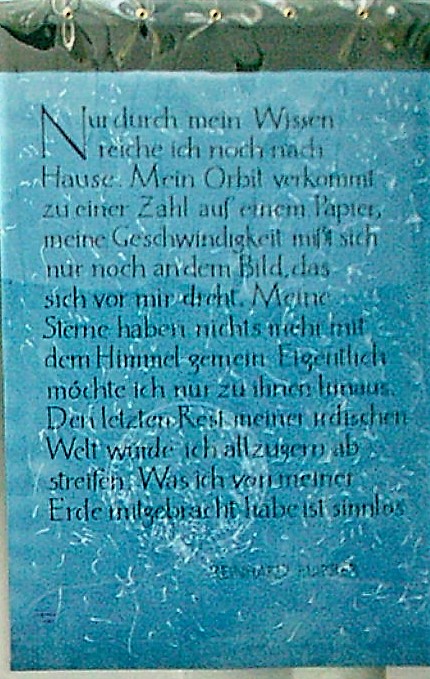 Nur durch mein Wissen
reiche ich noch nach
Hause. Mein Orbit verkommt
zu einer Zahl auf einem Papier,
meine Geschwindigkeit mißt sich
nur noch an dem Bild, das
sich vor mir dreht. Meine
Sterne haben nichts mehr mit
dem Himmel gemein. Eigentlich
möchte ich nur zu ihnen hinaus.
Den letzten Rest meiner irdischen
Welt würde ich allzugern ab
streifen. Was ich von meiner
Erde mitgebracht habe ist sinnlos
REINHARD